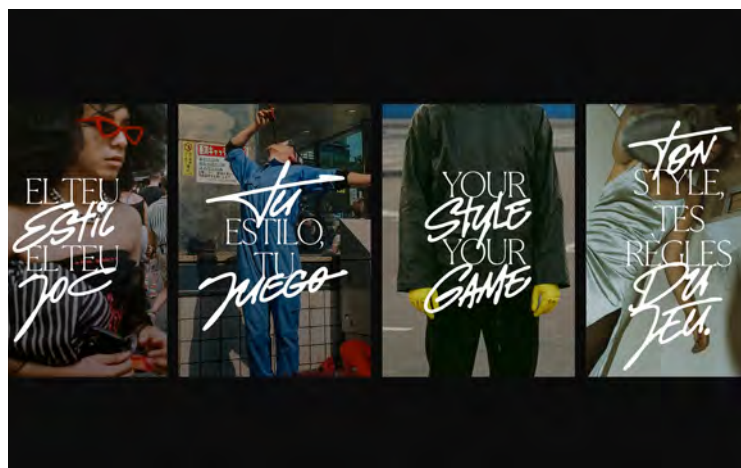 EL TEU
Estil
EL TEU
JOC
Tu
ESTILO,
TU
JUEGO
YOUR
STYLE
YOUR
GAME
TON
STYLE,
TES
RÈGLES
DU
JEU.